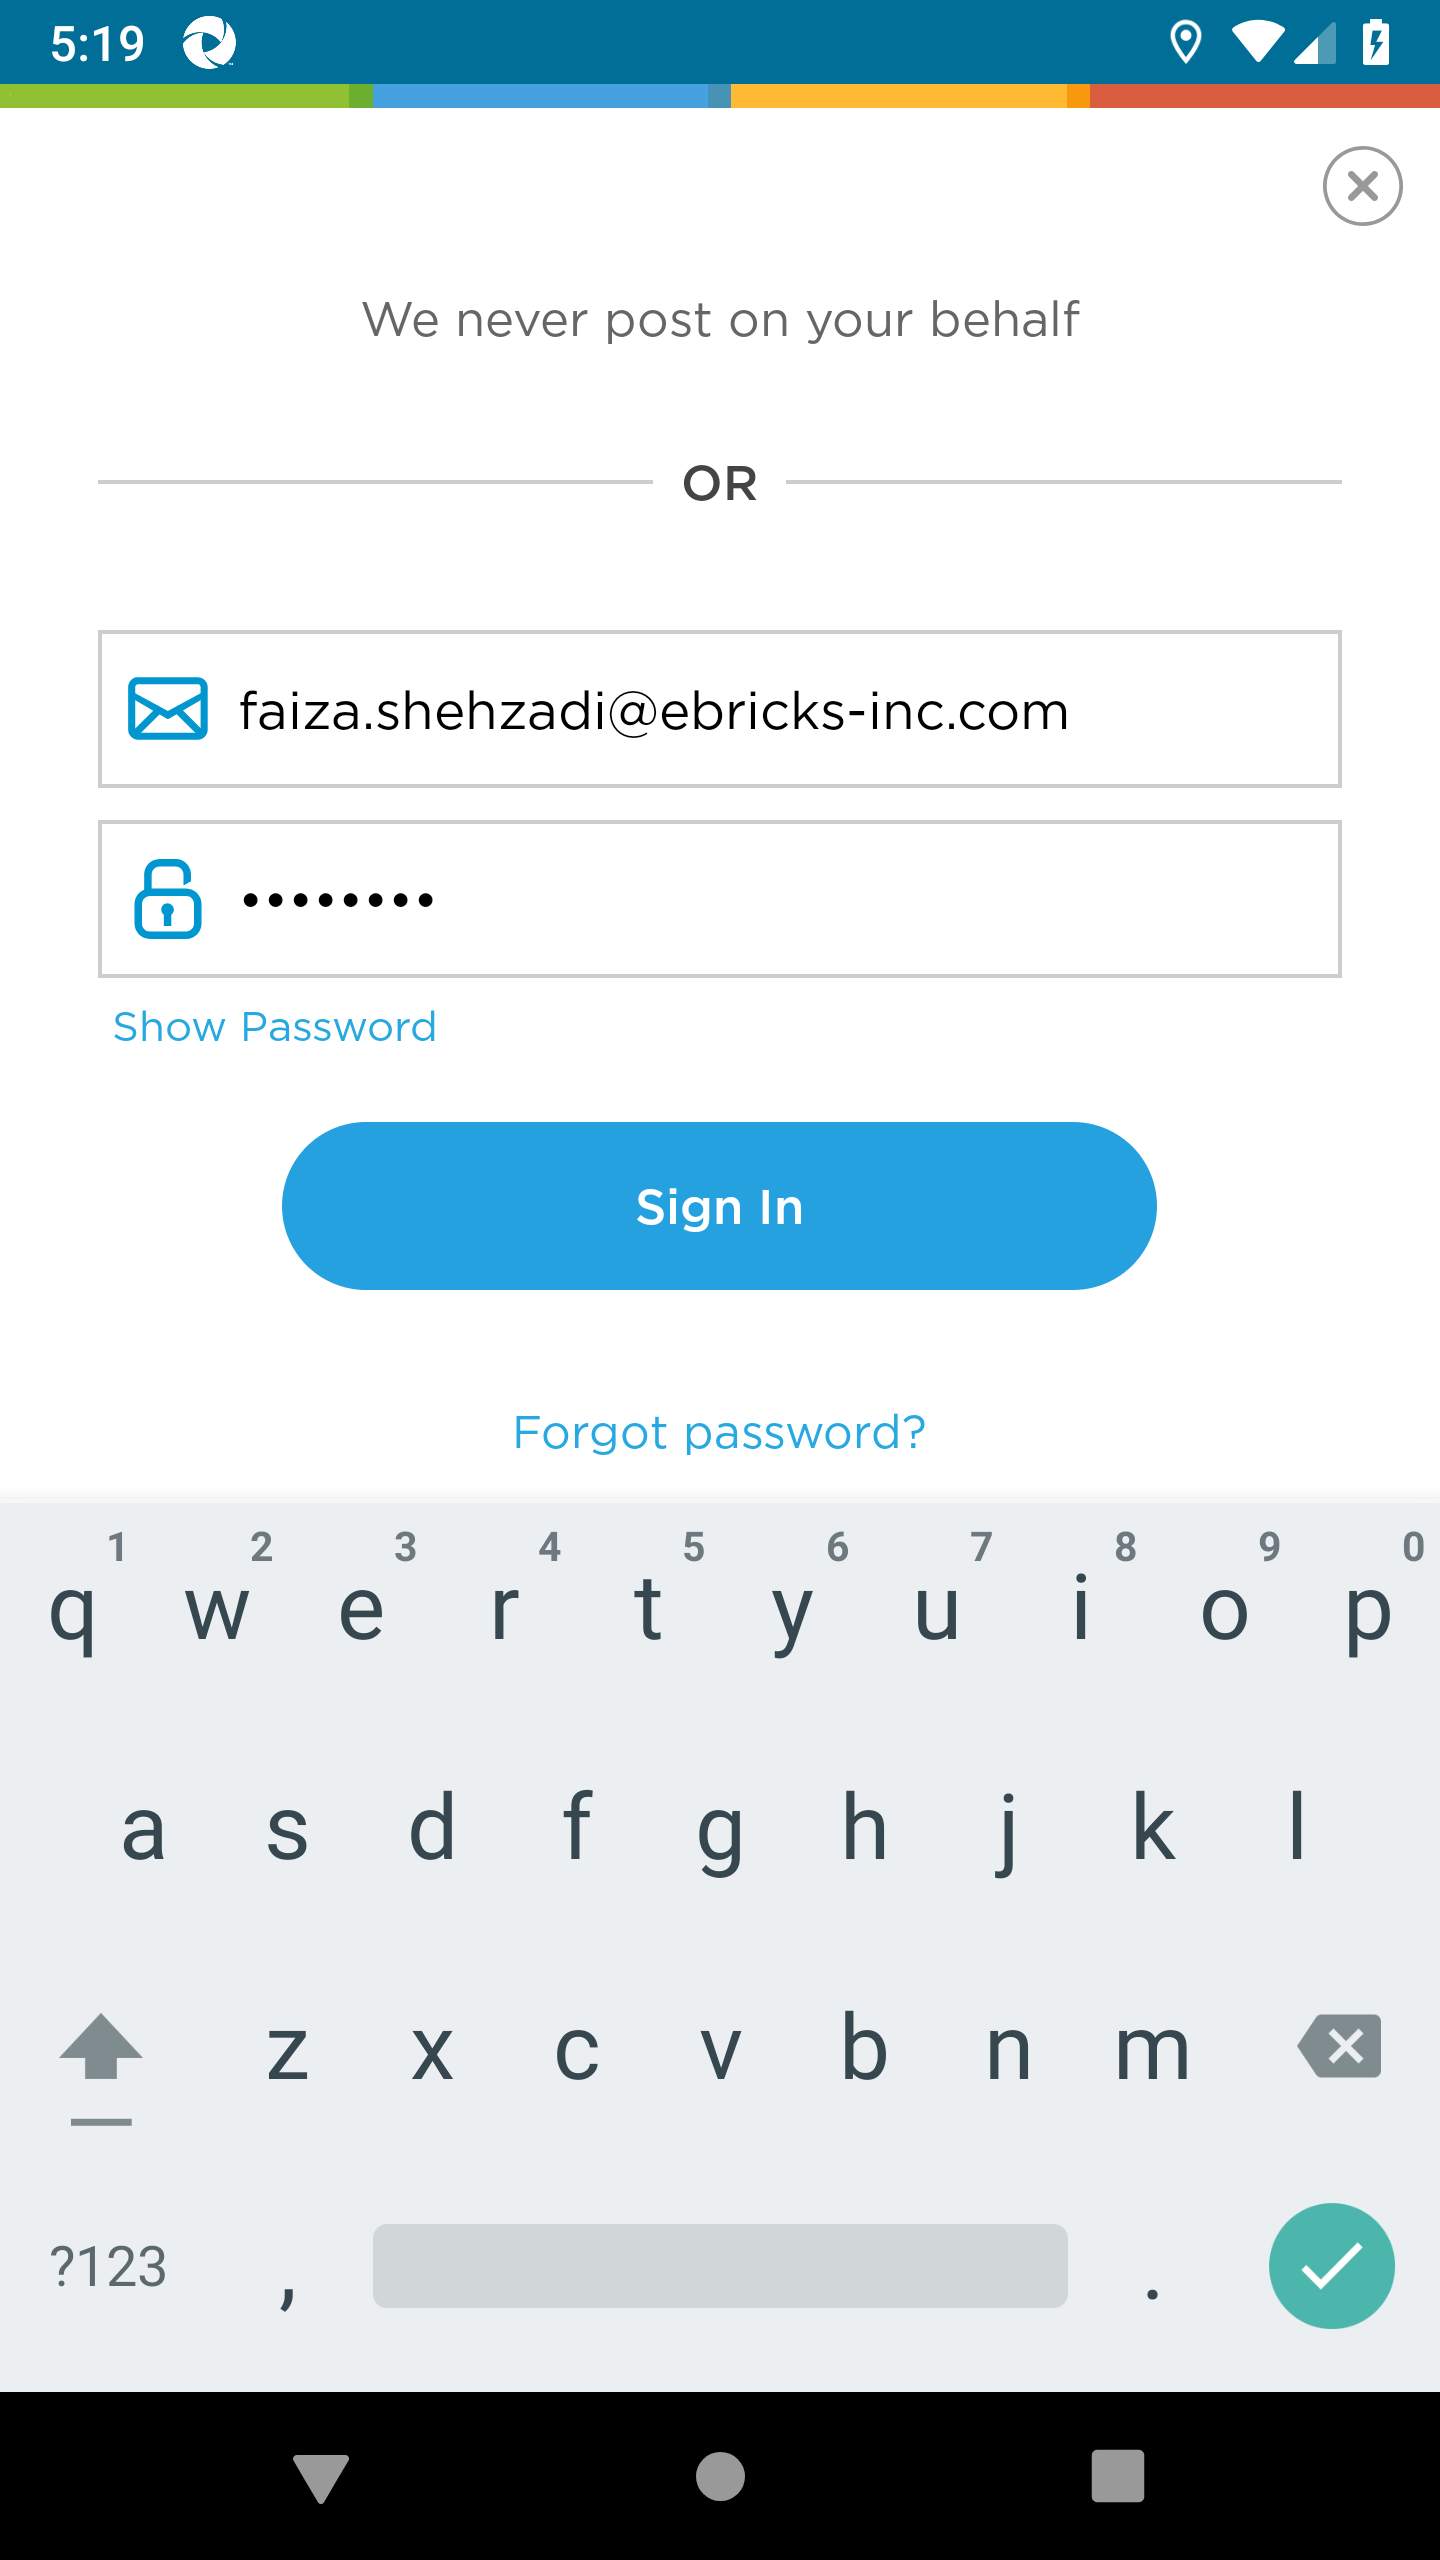 5:19
We never post on your behalf
OR
faiza.shehzadi@ebricks-inc.com
••••••••
Show Password
Sign In
Forgot password?
1 2 3 4 5 6 7 8 9 0
q w e r t y u i o p
a s d f g h j k l
z x c v b n m
?123 , .